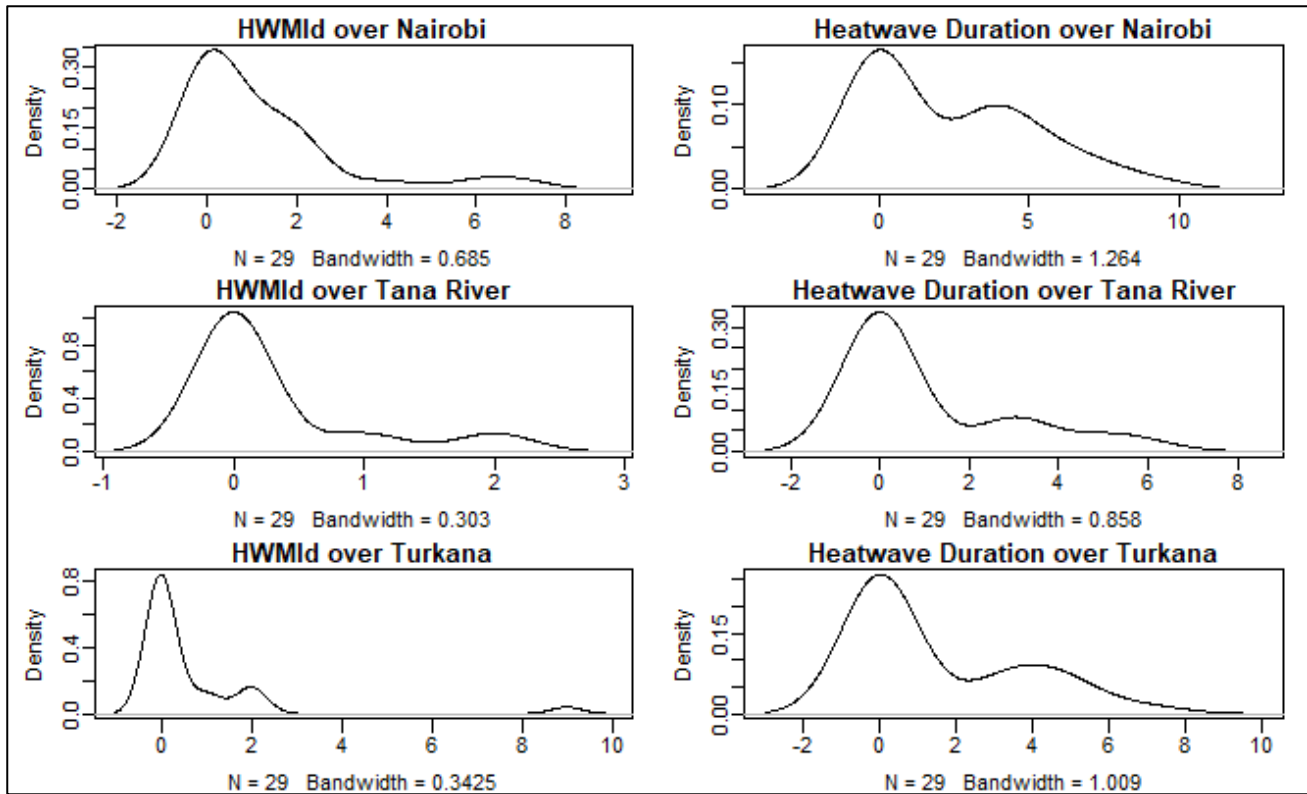 HWMId over Nairobi
Density
0.00 0.15 0.30
-2 0 2 4 6 8
N = 29 Bandwidth = 0.685
Heatwave Duration over Nairobi
Density
0.00 0.10
0 5 10
N = 29 Bandwidth = 1.264
HWMId over Tana River
Density
0.0 0.4 0.8
-1 0 1 2 3
N = 29 Bandwidth = 0.303
Heatwave Duration over Tana River
Density
0.00 0.15 0.30
-2 0 2 4 6 8
N = 29 Bandwidth = 0.858
HWMId over Turkana
Density
0.0 0.4 0.8
0 2 4 6 8 10
N = 29 Bandwidth = 0.3425
Heatwave Duration over Turkana
Density
0.00 0.15
-2 0 2 4 6 8 10
N = 29 Bandwidth = 1.009